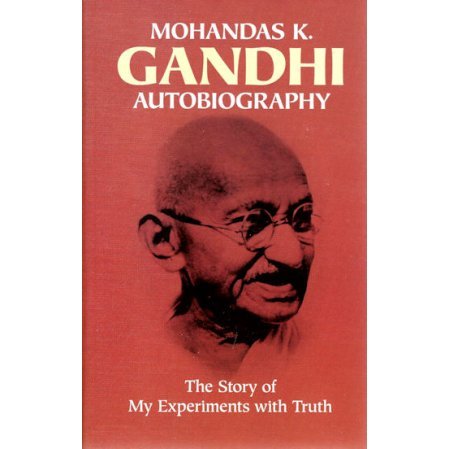 MOHANDAS K.
GANDHI
AUTOBIOGRAPHY
The Story of
My Experiments with Truth